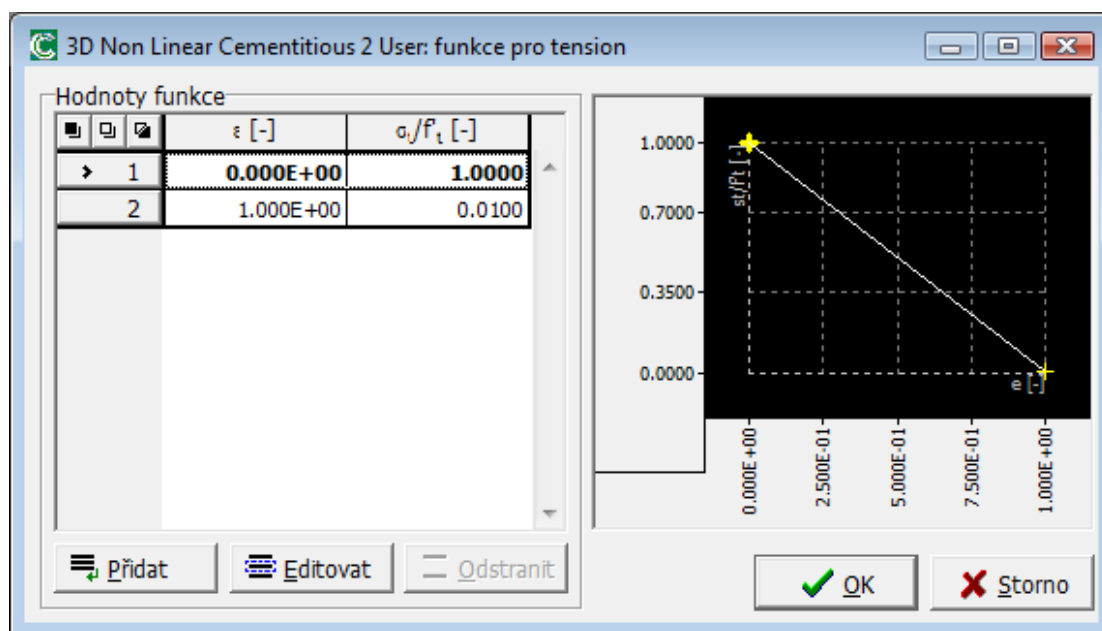 3D Non Linear Cementitious 2 User: funkce pro tension
Hodnoty funkce
ε [-] σt/f't [-]
1 0.000E+00 1.0000
2 1.000E+00 0.0100
Přidat Editovat Odstranit
1.0000
0.7000
0.3500
0.0000
st/f't [-]
e [-]
0.000E+00 2.500E-01 5.000E-01 7.500E-01 1.000E+00
OK Storno